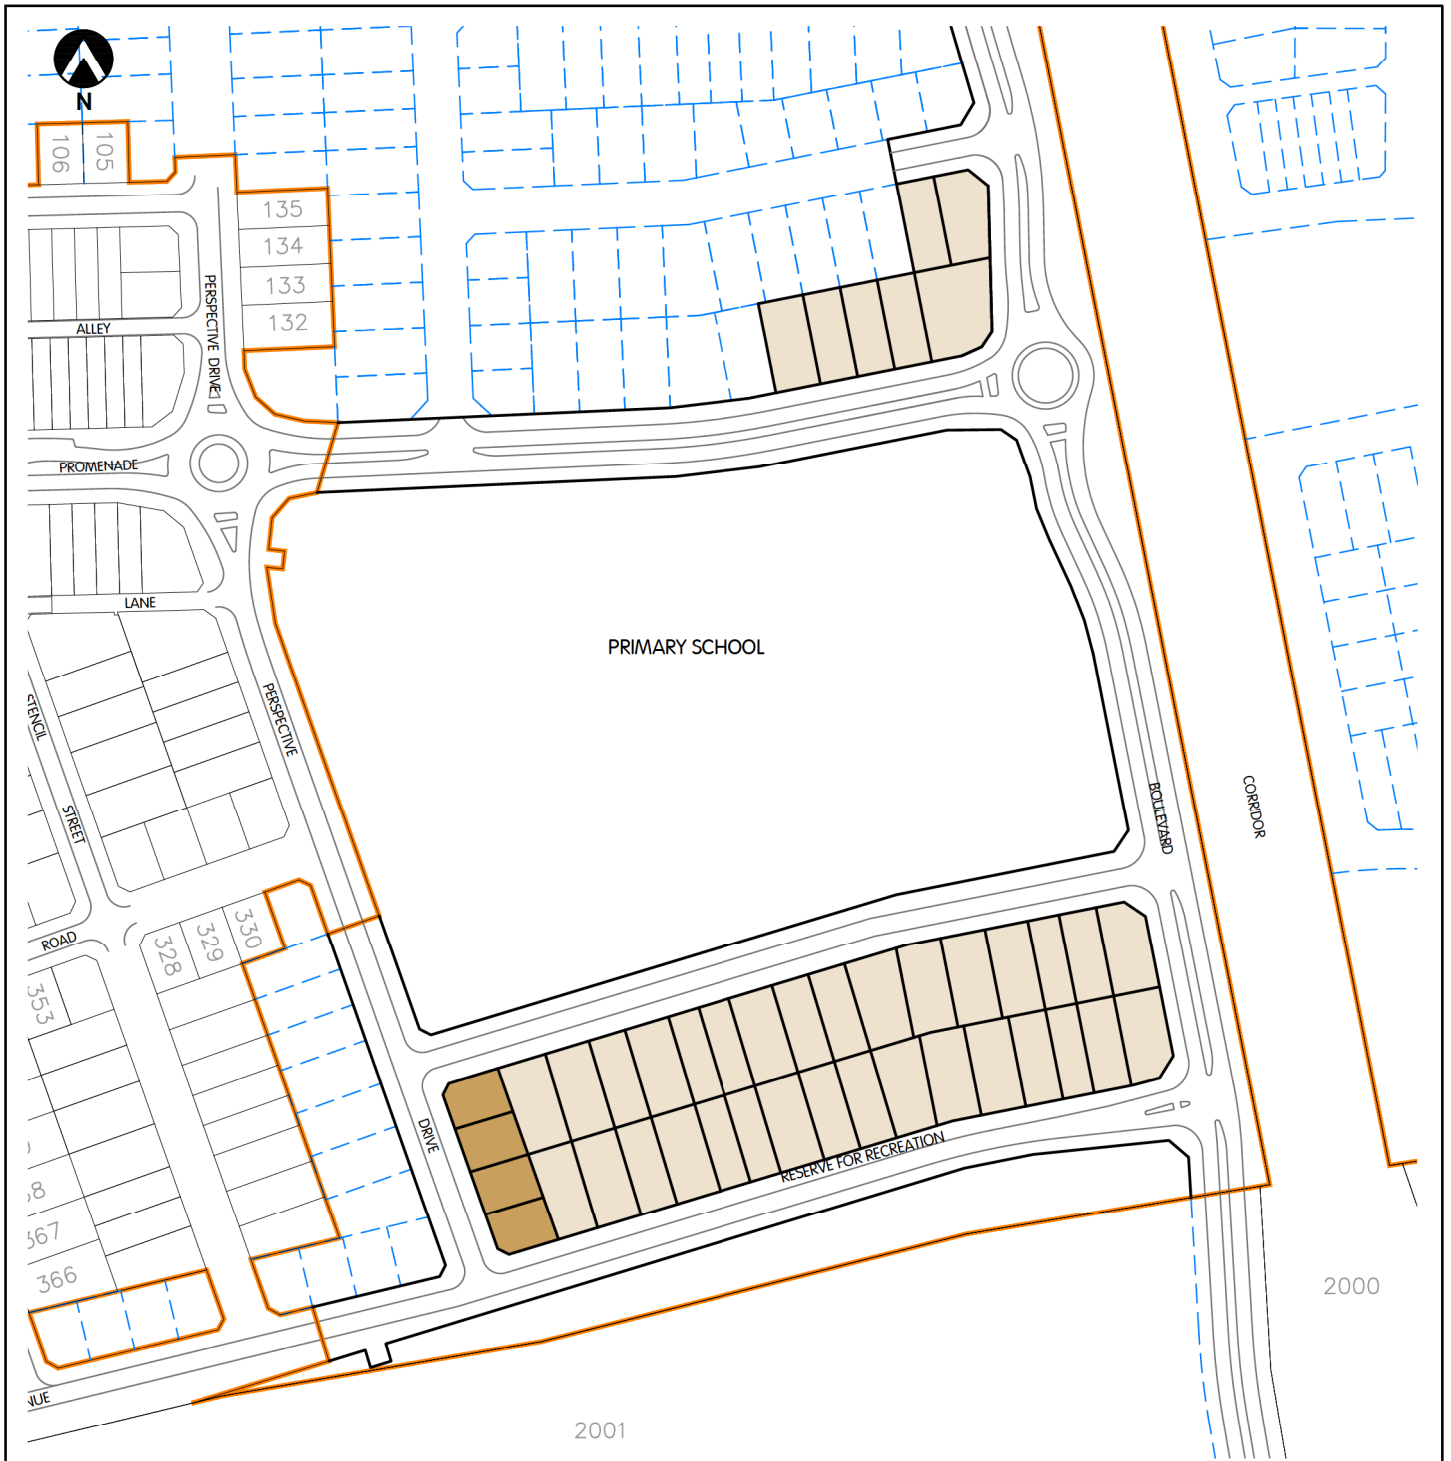 N
106
105
135
134
133
132
PERSPECTIVE DRIVE
ALLEY
PROMENADE
LANE
PRIMARY SCHOOL
PERSPECTIVE
STENCIL
STREET
BOULEVARD
CORRIDOR
ROAD
328
329
330
353
DRIVE
RESERVE FOR RECREATION
367
366
2000
2001